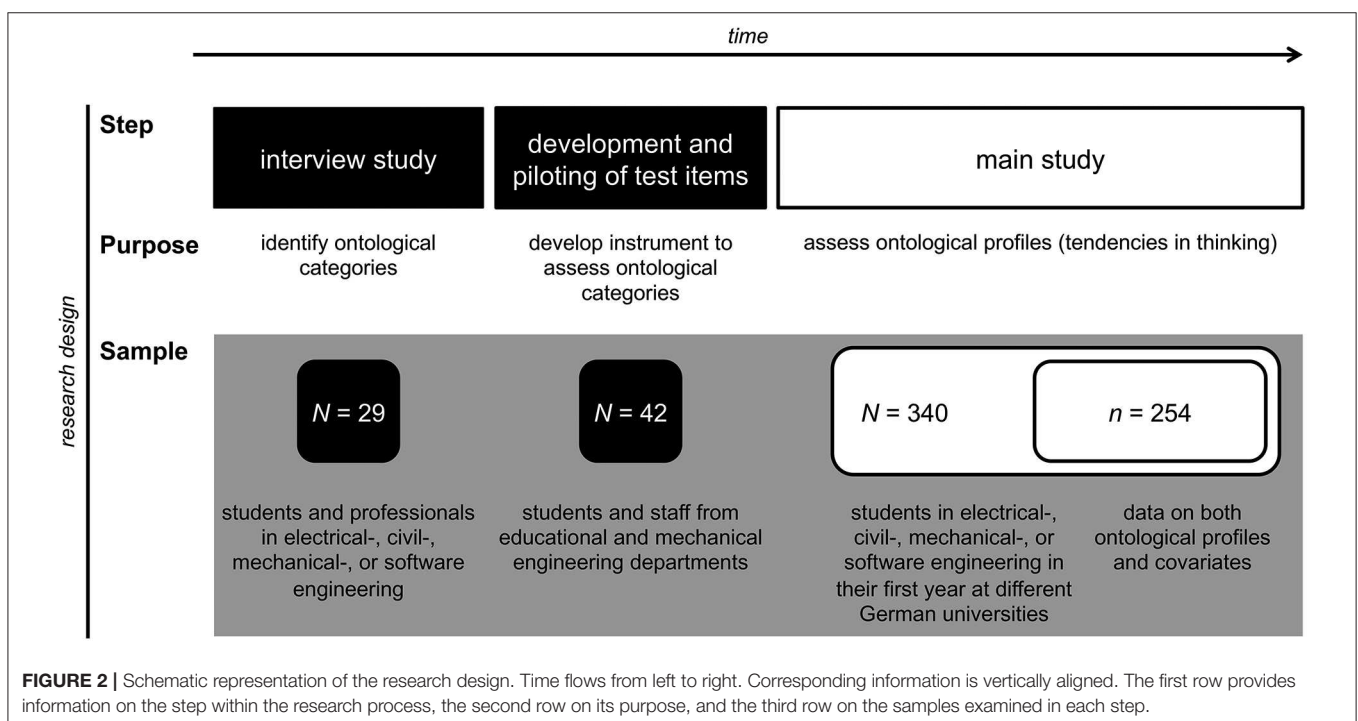 time
research design
Step
interview study
development and
piloting of test items
main study
Purpose
identify ontological
categories
develop instrument to
assess ontological
categories
assess ontological profiles (tendencies in thinking)
Sample
N = 29
N = 42
N = 340
n = 254
students and professionals
in electrical-, civil-,
mechanical-, or software
engineering
students and staff from
educational and mechanical
engineering departments
students in electrical-,
civil-, mechanical-, or
software engineering in
their first year at different
German universities
data on both
ontological profiles
and covariates
FIGURE 2 | Schematic representation of the research design. Time flows from left to right. Corresponding information is vertically aligned. The first row provides
information on the step within the research process, the second row on its purpose, and the third row on the samples examined in each step.